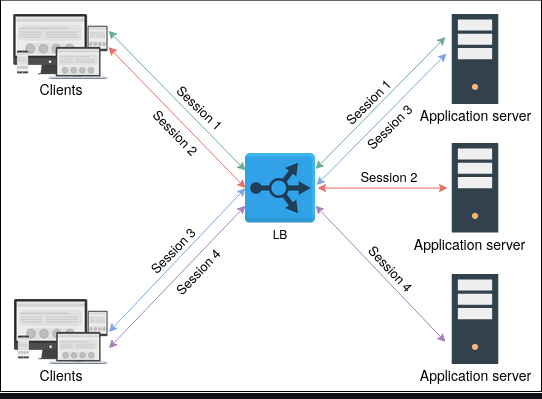 Clients
Session 1
Session 2
Session 1
Session 3
Application server
Session 2
LB
Application server
Session 3
Session 4
Session 4
Clients
Application server